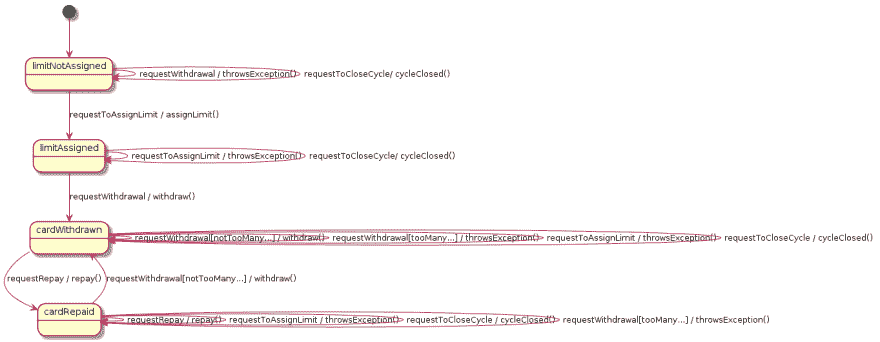 limitNotAssigned
requestWithdrawal / throwsException()
requestToCloseCycle/ cycleClosed()
requestToAssignLimit / assignLimit()
limitAssigned
requestToAssignLimit / throwsException()
requestToCloseCycle/ cycleClosed()
requestWithdrawal / withdraw()
cardWithdrawn
requestWithdrawal[notTooMany...] / withdraw()
requestWithdrawal[tooMany...] / throwsException()
requestToAssignLimit / throwsException()
requestToCloseCycle / cycleClosed()
requestRepay / repay()
requestWithdrawal[notTooMany...] / withdraw()
cardRepaid
requestRepay / repay()
requestToAssignLimit / throwsException()
requestToCloseCycle / cycleClosed()
requestWithdrawal[tooMany...] / throwsException()